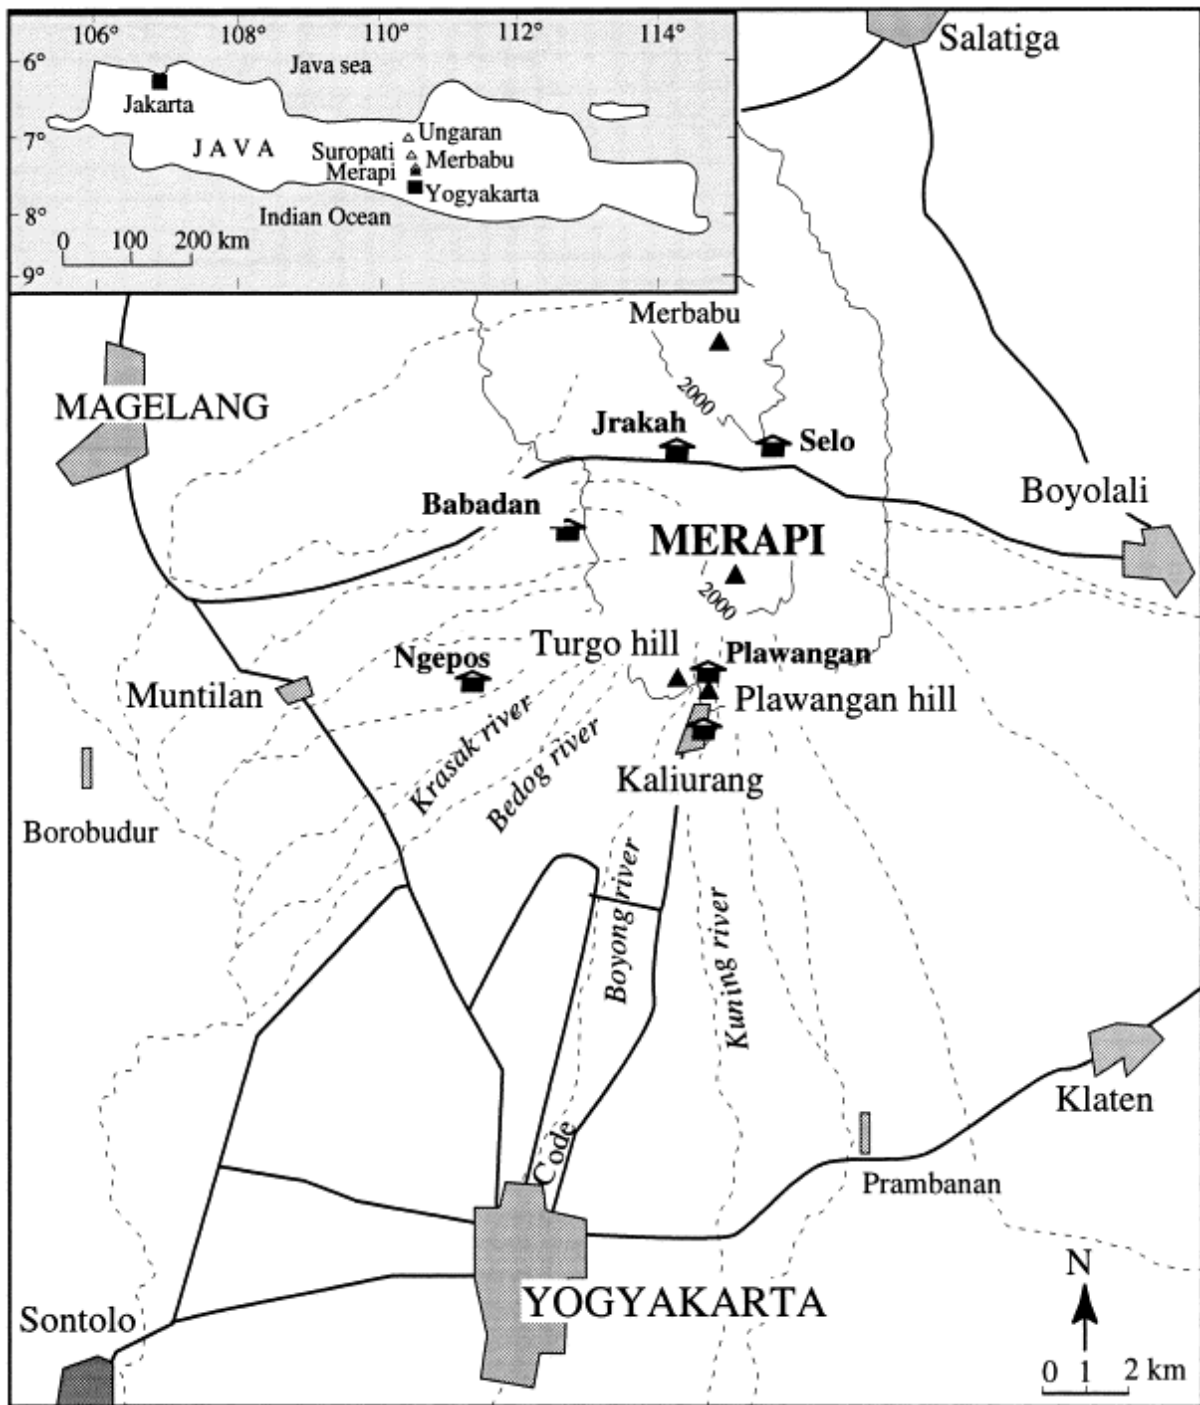 106°
108°
110°
112°
114°
6°
7°
8°
9°
Java sea
Jakarta
J A V A
Ungaran
Suropati
Merbabu
Merapi
Yogyakarta
Indian Ocean
0 100 200 km
Salatiga
Merbabu
2000
MAGELANG
Jrakah
Selo
Boyolali
Babadan
MERAPI
2000
Turgo hill
Ngepos
Plawangan
Muntilan
Plawangan hill
Krasak river
Bedog river
Kaliurang
Borobudur
Boyong river
Kuning river
Klaten
Code
Prambanan
N
YOGYAKARTA
Sontolo
0 1 2 km